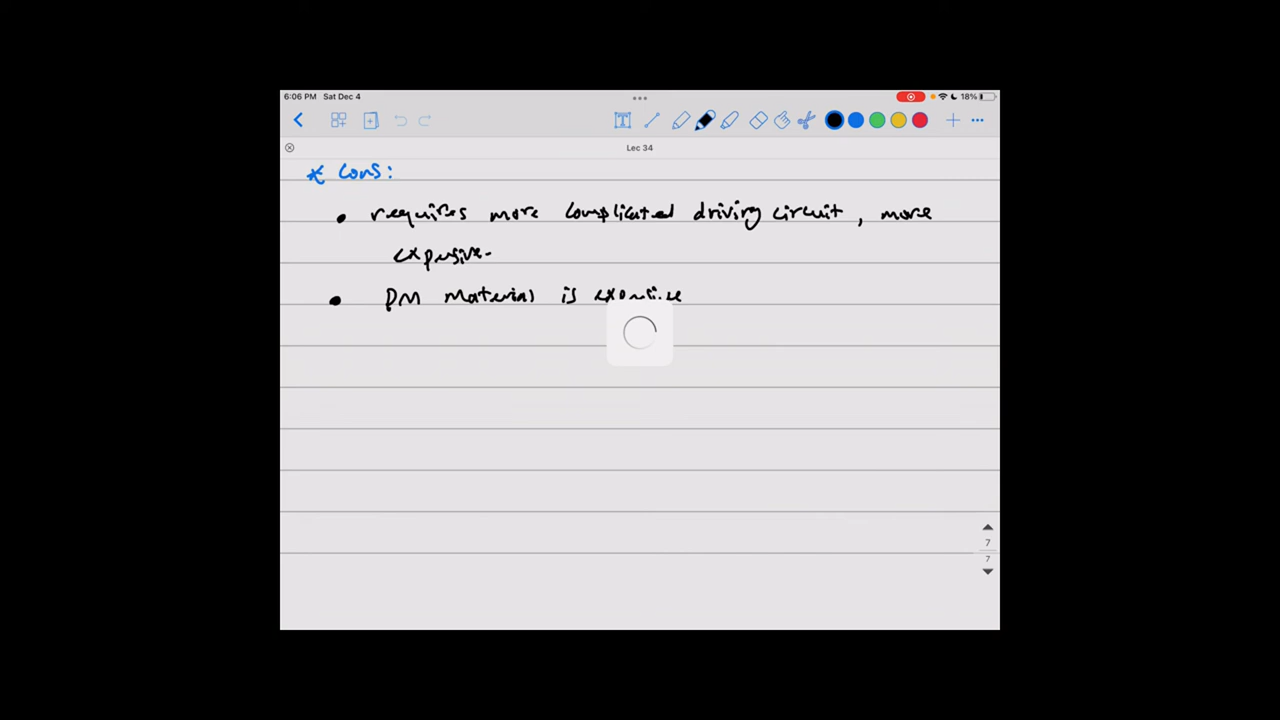 6:06 PM Sat Dec 4
18%
Lec 34
* Cons:
• requires more complicated driving circuit, more
expusive.
• PM Material is expensive
7
7